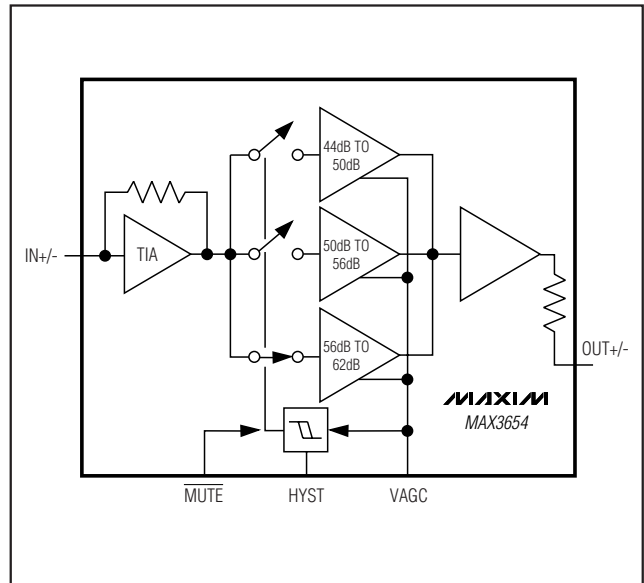 44dB TO
50dB
50dB TO
56dB
IN+/-
TIA
56dB TO
62dB
OUT+/-
MAXIM
MAX3654
MUTE
HYST
VAGC